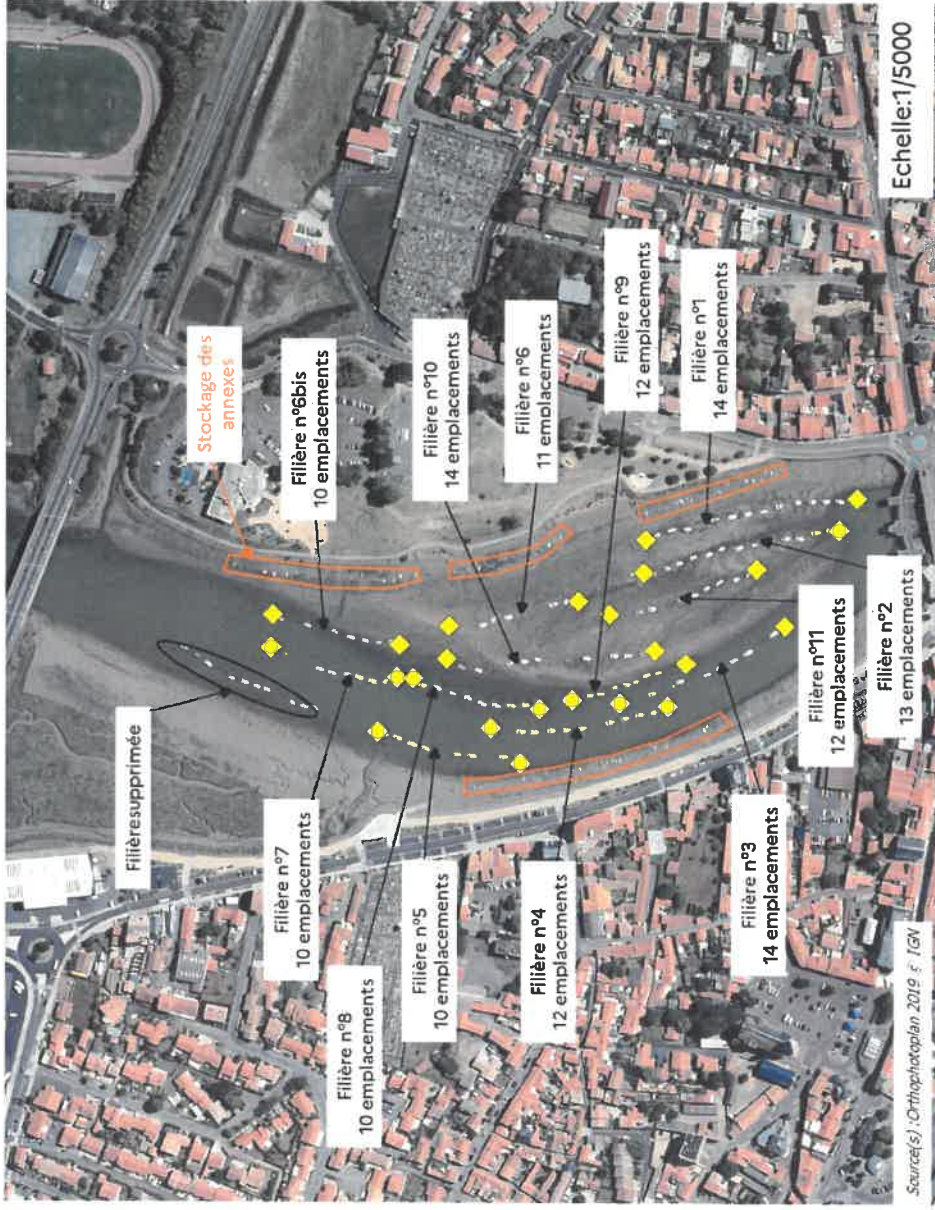 Filièresupprimée
Filière n°7
10 emplacements
Filière n°8
10 emplacements
Filière n°5
10 emplacements
Filière n°4
12 emplacements
Filière n°3
14 emplacements
Filière n°11
12 emplacements
Filière n°2
13 emplacements
Stockage des
annexes
Filière n°6bis
10 emplacements
Filière n°10
14 emplacements
Filière n°6
11 emplacements
Filière n°9
12 emplacements
Filière n°1
14 emplacements
Echelle:1/5000
Source(s) :Orthophotoplan 2019 IGN